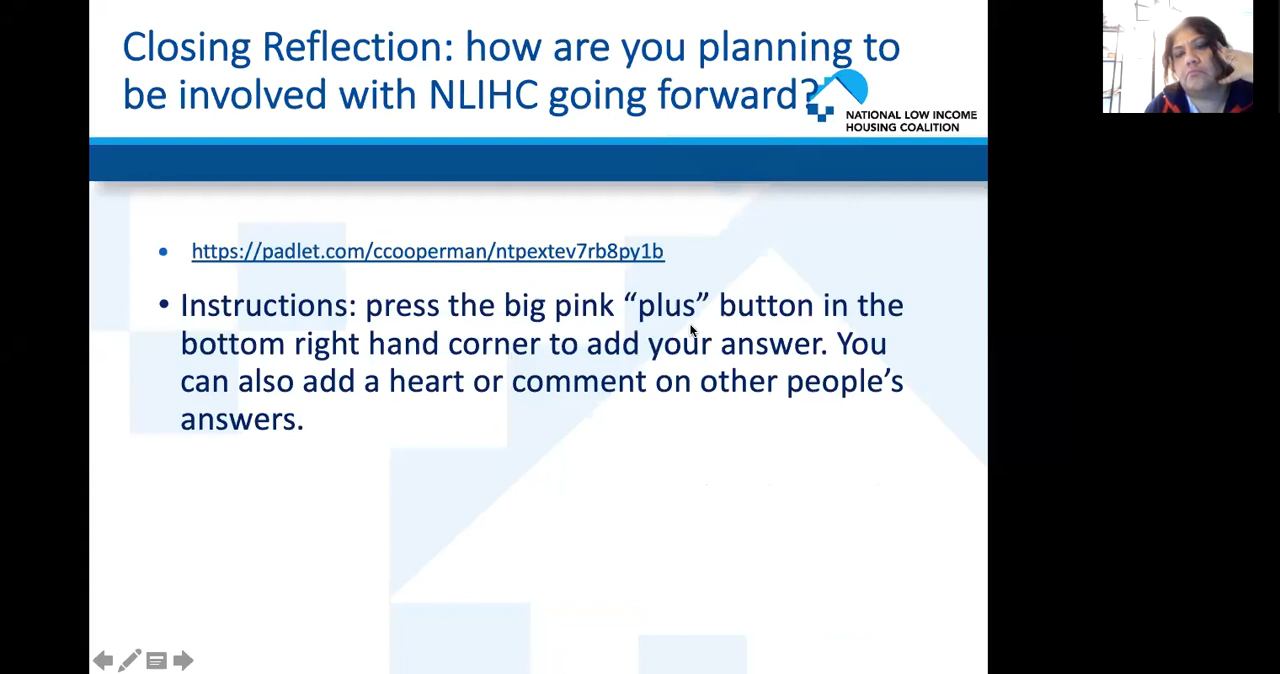 Closing Reflection: how are you planning to
be involved with NLIHC going forward?
NATIONAL LOW INCOME
HOUSING COALITION
• https://padlet.com/ccooperman/ntpextev7rb8py1b
• Instructions: press the big pink “plus” button in the
bottom right hand corner to add your answer. You
can also add a heart or comment on other people’s
answers.